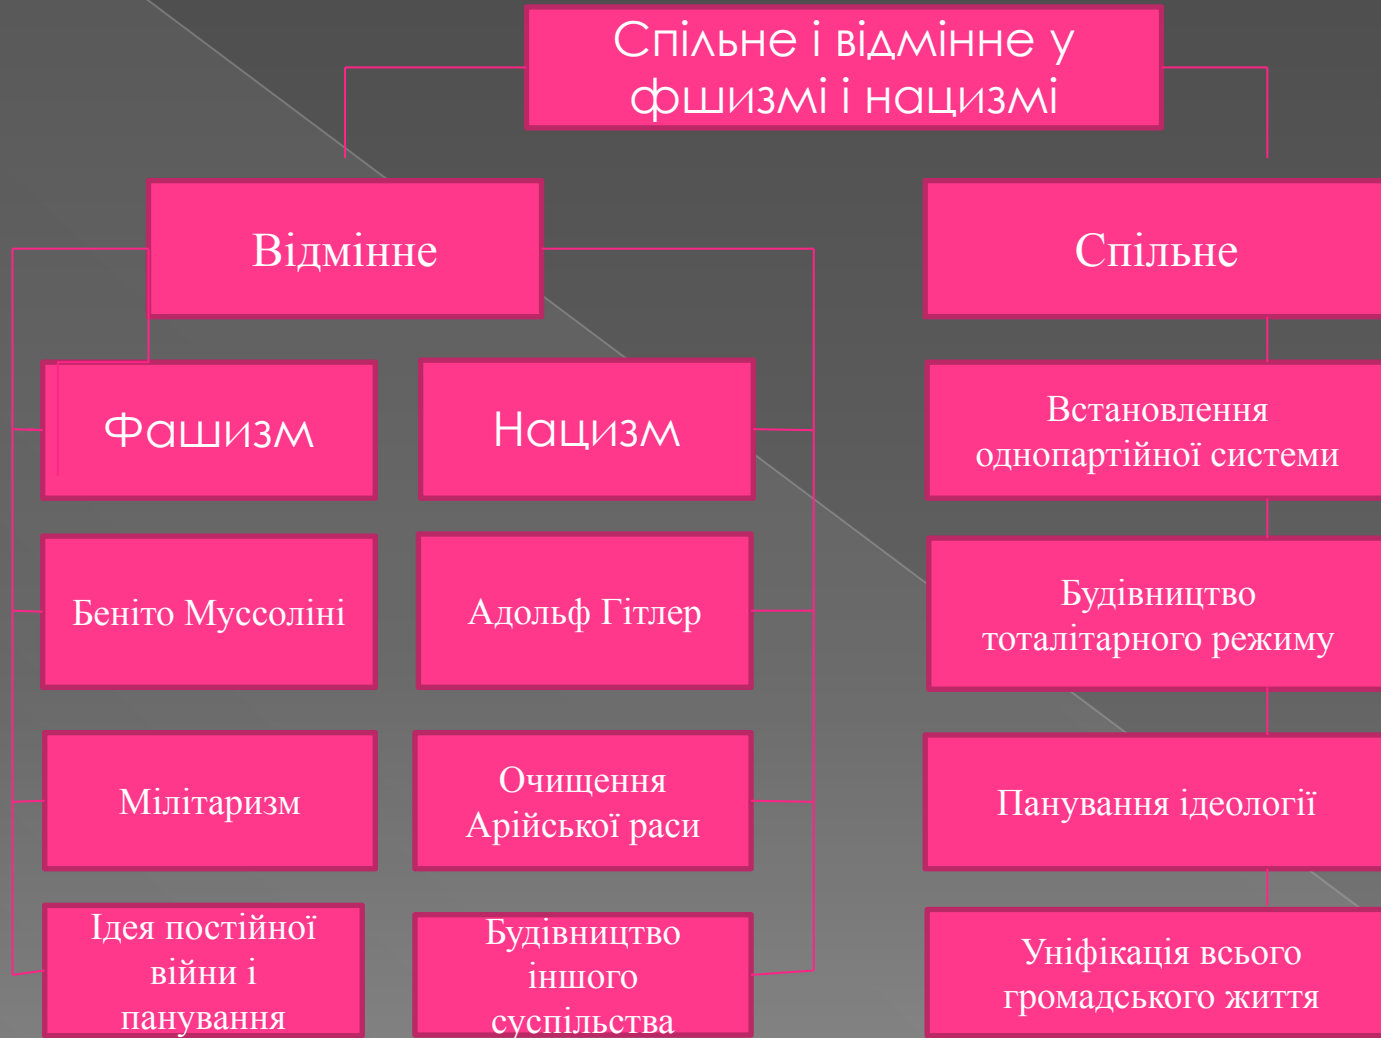 Спільне і відмінне у
фшизмі і нацизмі
Відмінне
Спільне
Фашизм
Нацизм
Встановлення
однопартійної системи
Беніто Муссоліні
Адольф Гітлер
Будівництво
тоталітарного режиму
Мілітаризм
Очищення
Арійської раси
Панування ідеології
Ідея постійної
війни і
панування
Будівництво
іншого
суспільства
Уніфікація всього
громадського життя